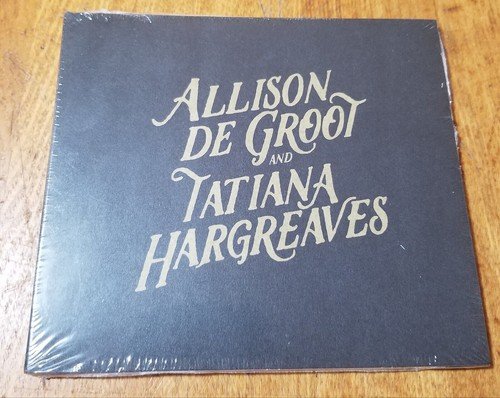 ALLISON
DE GROOT
AND
TATIANA
HARGREAVES